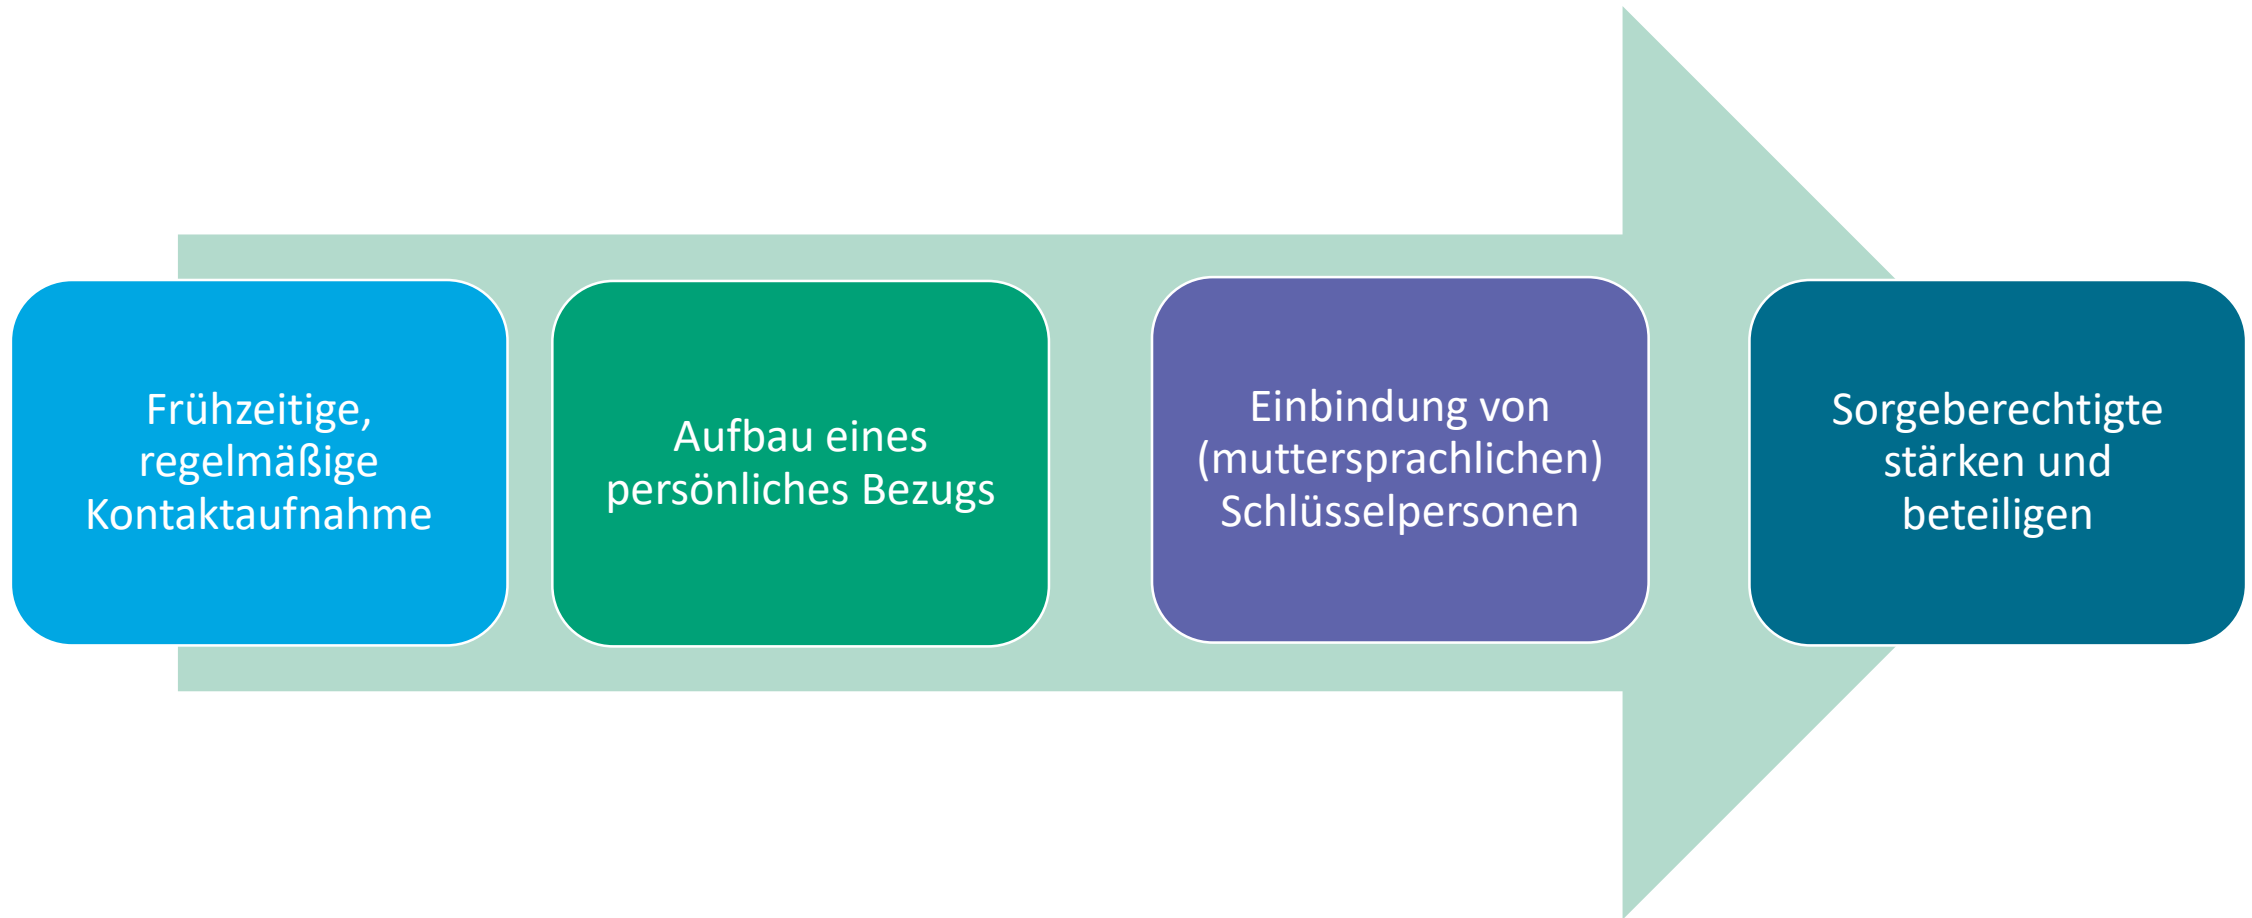 Frühzeitige,
regelmäßige
Kontaktaufnahme
Aufbau eines
persönliches Bezugs
Einbindung von
(muttersprachlichen)
Schlüsselpersonen
Sorgeberechtigte
stärken und
beteiligen